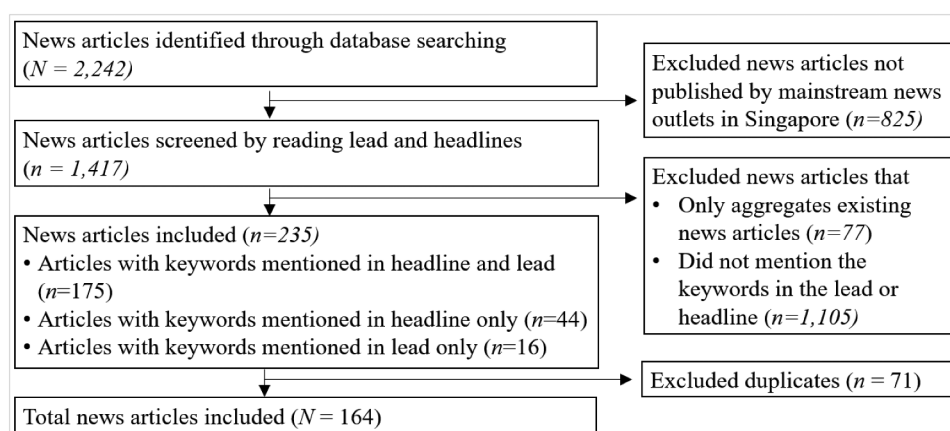 News articles identified through database searching
(N = 2,242)
Excluded news articles not
published by mainstream news
outlets in Singapore (n=825)
News articles screened by reading lead and headlines
(n = 1,417)
Excluded news articles that
• Only aggregates existing
news articles (n=77)
• Did not mention the
keywords in the lead or
headline (n=1,105)
News articles included (n=235)
• Articles with keywords mentioned in headline and lead
(n=175)
• Articles with keywords mentioned in headline only (n=44)
• Articles with keywords mentioned in lead only (n=16)
Excluded duplicates (n = 71)
Total news articles included (N = 164)